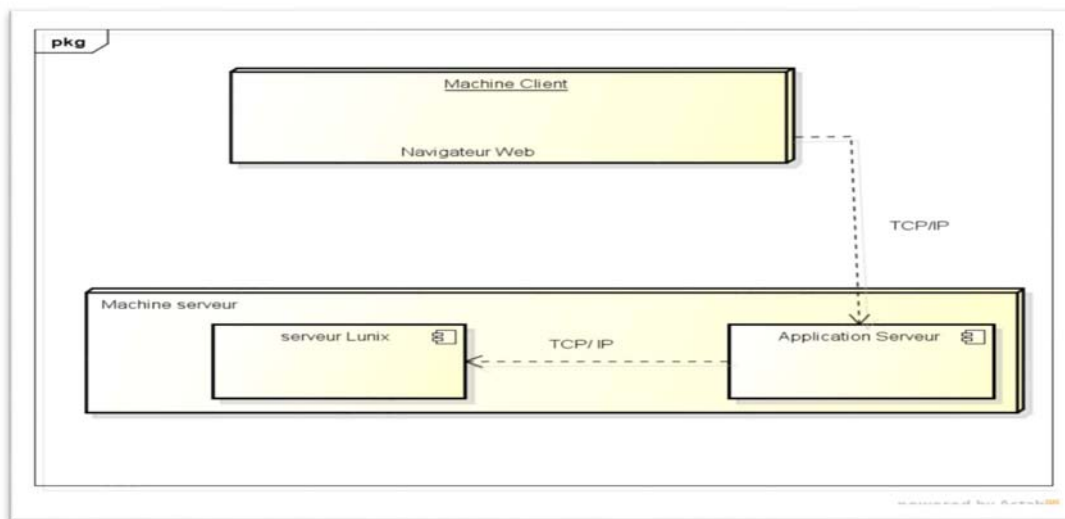 pkg
Machine Client
Navigateur Web
TCP/IP
Machine serveur
serveur Lunix
TCP/ IP
Application Serveur